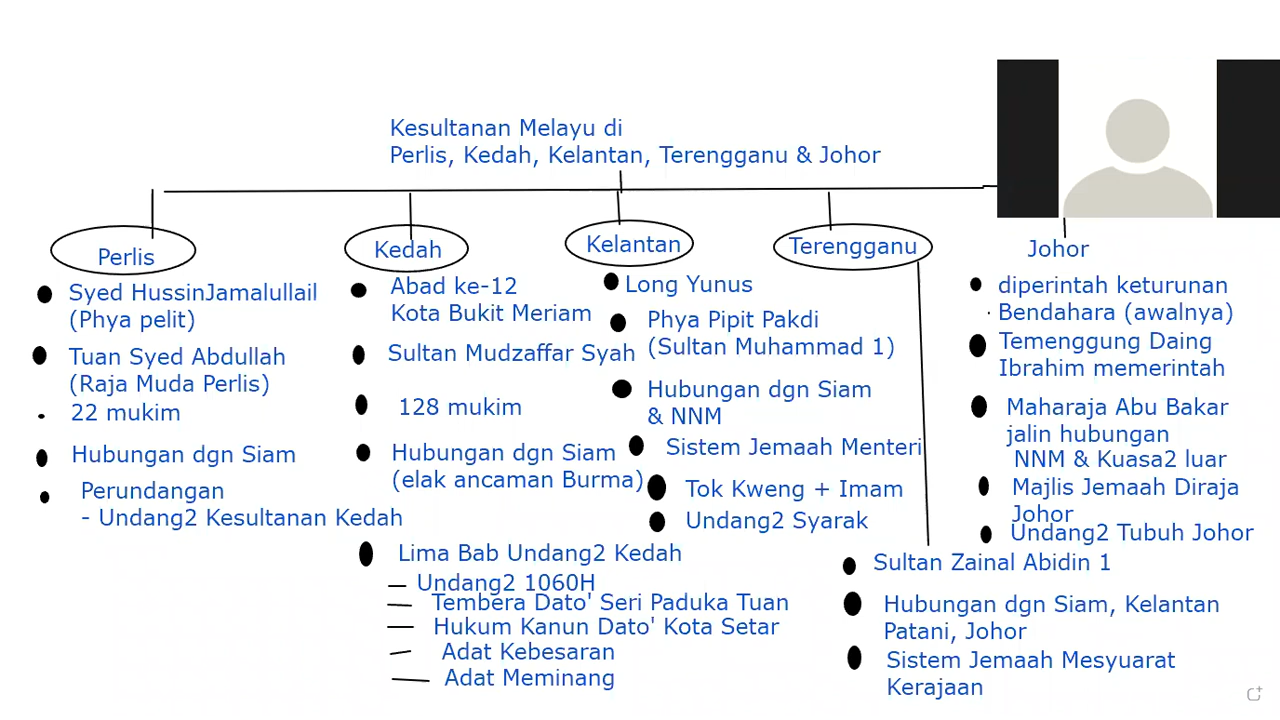 Kesultanan Melayu di
Perlis, Kedah, Kelantan, Terengganu & Johor
Perlis
Syed HussinJamalullail
(Phya pelit)
Tuan Syed Abdullah
(Raja Muda Perlis)
22 mukim
Hubungan dgn Siam
Perundangan
- Undang2 Kesultanan Kedah
Kedah
Abad ke-12
Kota Bukit Meriam
Sultan Mudzaffar Syah
128 mukim
Hubungan dgn Siam
(elak ancaman Burma)
Lima Bab Undang2 Kedah
Undang2 1060H
Tembera Dato' Seri Paduka Tuan
Hukum Kanun Dato' Kota Setar
Adat Kebesaran
Adat Meminang
Kelantan
Long Yunus
Phya Pipit Pakdi
(Sultan Muhammad 1)
Hubungan dgn Siam
& NNM
Sistem Jemaah Menteri
Tok Kweng + Imam
Undang2 Syarak
Terengganu
Sultan Zainal Abidin 1
Hubungan dgn Siam, Kelantan
Patani, Johor
Sistem Jemaah Mesyuarat
Kerajaan
Johor
diperintah keturunan
Bendahara (awalnya)
Temenggung Daing
Ibrahim memerintah
Maharaja Abu Bakar
jalin hubungan
NNM & Kuasa2 luar
Majlis Jemaah Diraja
Johor
Undang2 Tubuh Johor